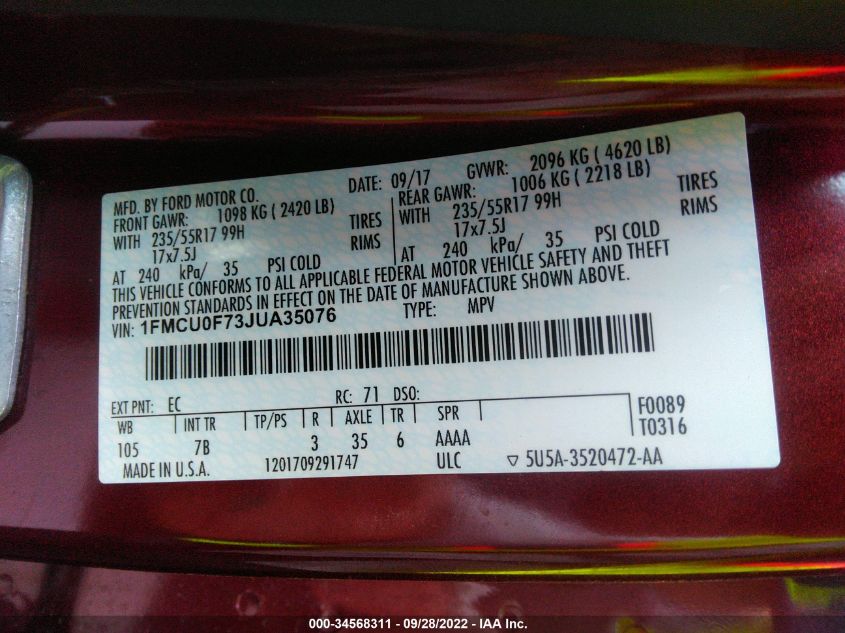 MFD. BY FORD MOTOR CO. DATE: 09/17 GVWR: 2096 KG ( 4620 LB)
FRONT GAWR: 1098 KG ( 2420 LB) REAR GAWR: 1006 KG ( 2218 LB)
WITH 235/55R17 99H TIRES WITH 235/55R17 99H TIRES
17x7.5J RIMS 17x7.5J RIMS
AT 240 kPa/ 35 PSI COLD AT 240 kPa/ 35 PSI COLD
THIS VEHICLE CONFORMS TO ALL APPLICABLE FEDERAL MOTOR VEHICLE SAFETY AND THEFT
PREVENTION STANDARDS IN EFFECT ON THE DATE OF MANUFACTURE SHOWN ABOVE.
VIN: 1FMCU0F73JUA35076 TYPE: MPV
EXT PNT: EC RC: 71 DSO:
WB INT TR TP/PS R AXLE TR SPR F0089
105 7B 3 35 6 AAAA T0316
MADE IN U.S.A. 1201709291747 ULC ▽ 5U5A-3520472-AA
000-34568311 - 09/28/2022 - IAA Inc.